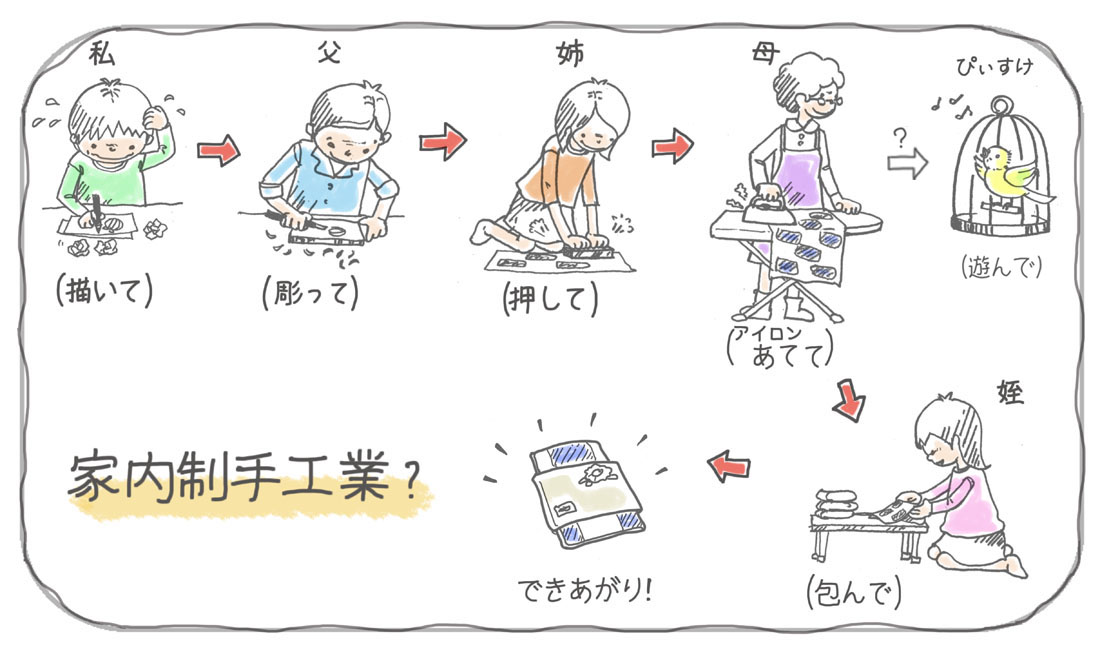 私
父
姉
母
ぴぃすけ
?
(描いて)
(彫って)
(押して)
(アイロン
あてて)
(遊んで)
姪
家内制手工業?
できあがり!
(包んで)